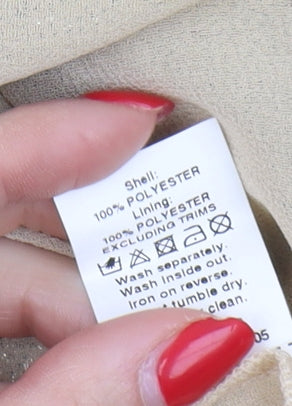 Shell:
100% POLYESTER
Lining:
100% POLYESTER
EXCLUDING TRIMS
Wash separately.
Wash inside out.
Iron on reverse.
tumble dry.
clean.
05